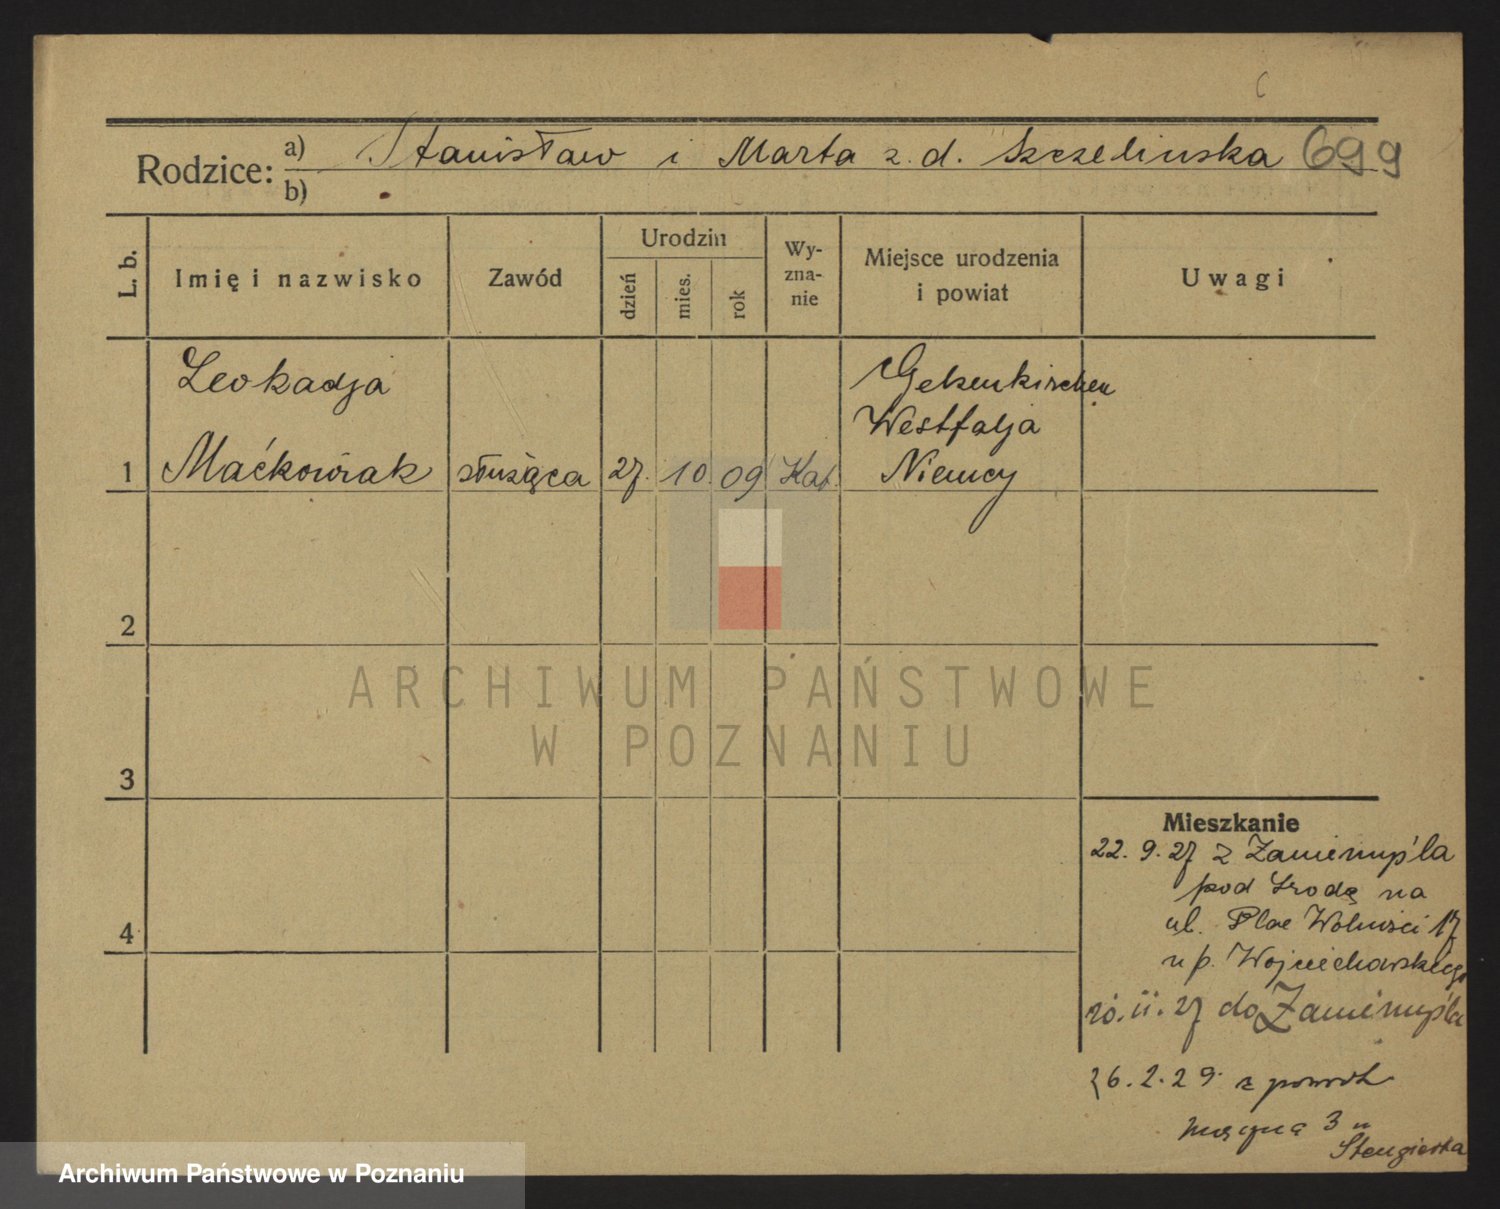 Rodzice: a) Stanisław i Marta z. d. Szczelinska 699
b)
L. b.
Imię i nazwisko
Zawód
Urodzin
dzień
mies.
rok
Wy-
zna-
nie
Miejsce urodzenia
i powiat
Uwagi
Leokadja
Gelsenkirchen
Westfalja
1 Maćkowiak służąca 27. 10. 09 Kat. Niemcy
2
ARCHIWUM PAŃSTWOWE
W POZNANIU
3
4
Mieszkanie
22. 9. 27 z Zaniemyśla
pod Srodą na
ul. Plac Wolności 17
u p. Wojciechowskiego
20. 11. 27 do Zaniemyśla
26. 2. 29. z powrot
3 u
Archiwum Państwowe w Poznaniu